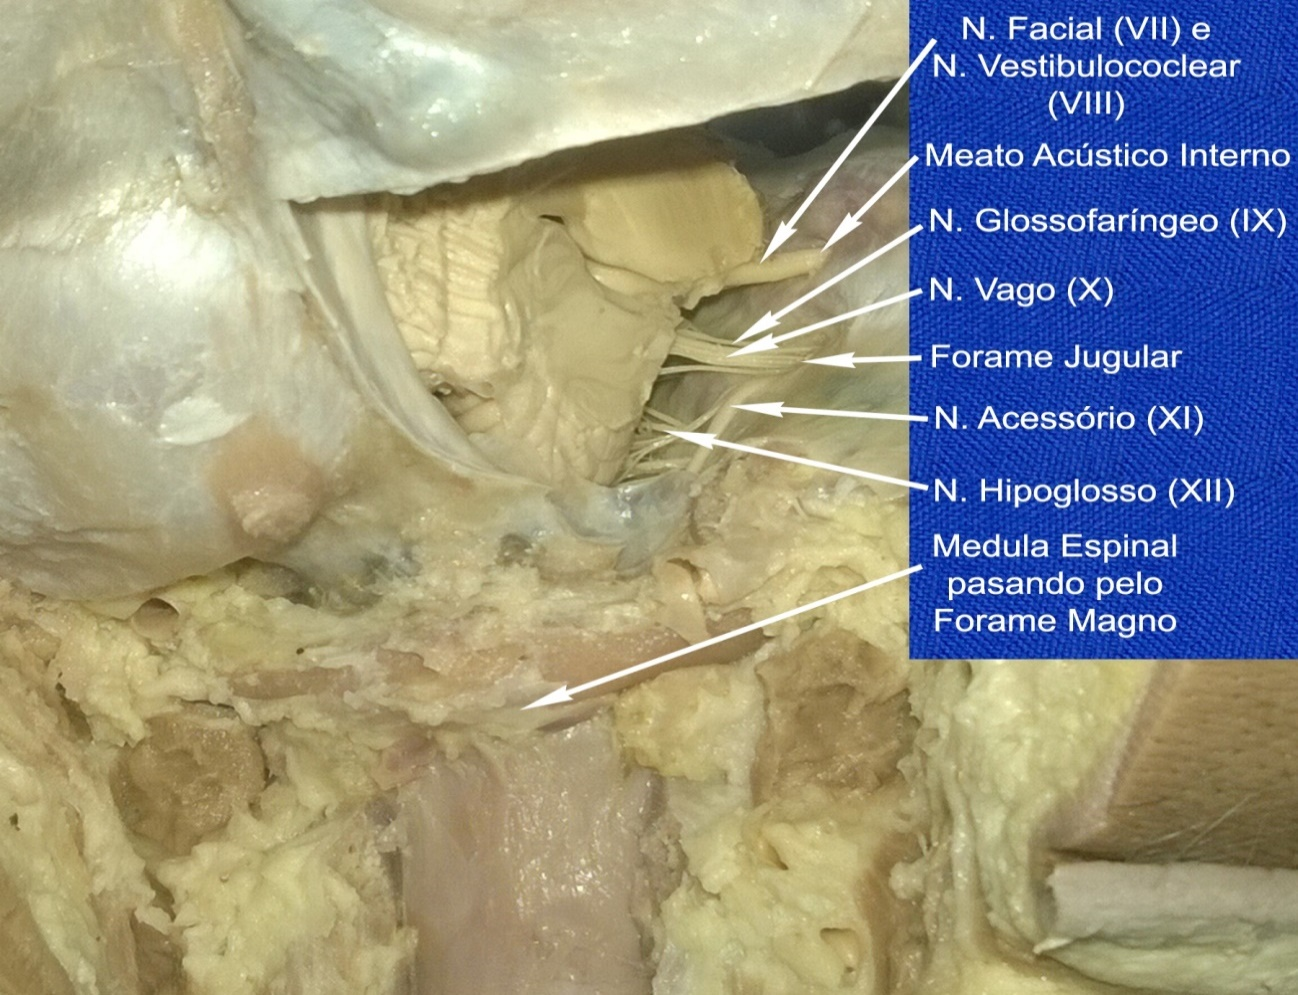 N. Facial (VII) e
N. Vestibulococlear
(VIII)
Meato Acústico Interno
N. Glossofaríngeo (IX)
N. Vago (X)
Forame Jugular
N. Acessório (XI)
N. Hipoglosso (XII)
Medula Espinal
pasando pelo
Forame Magno